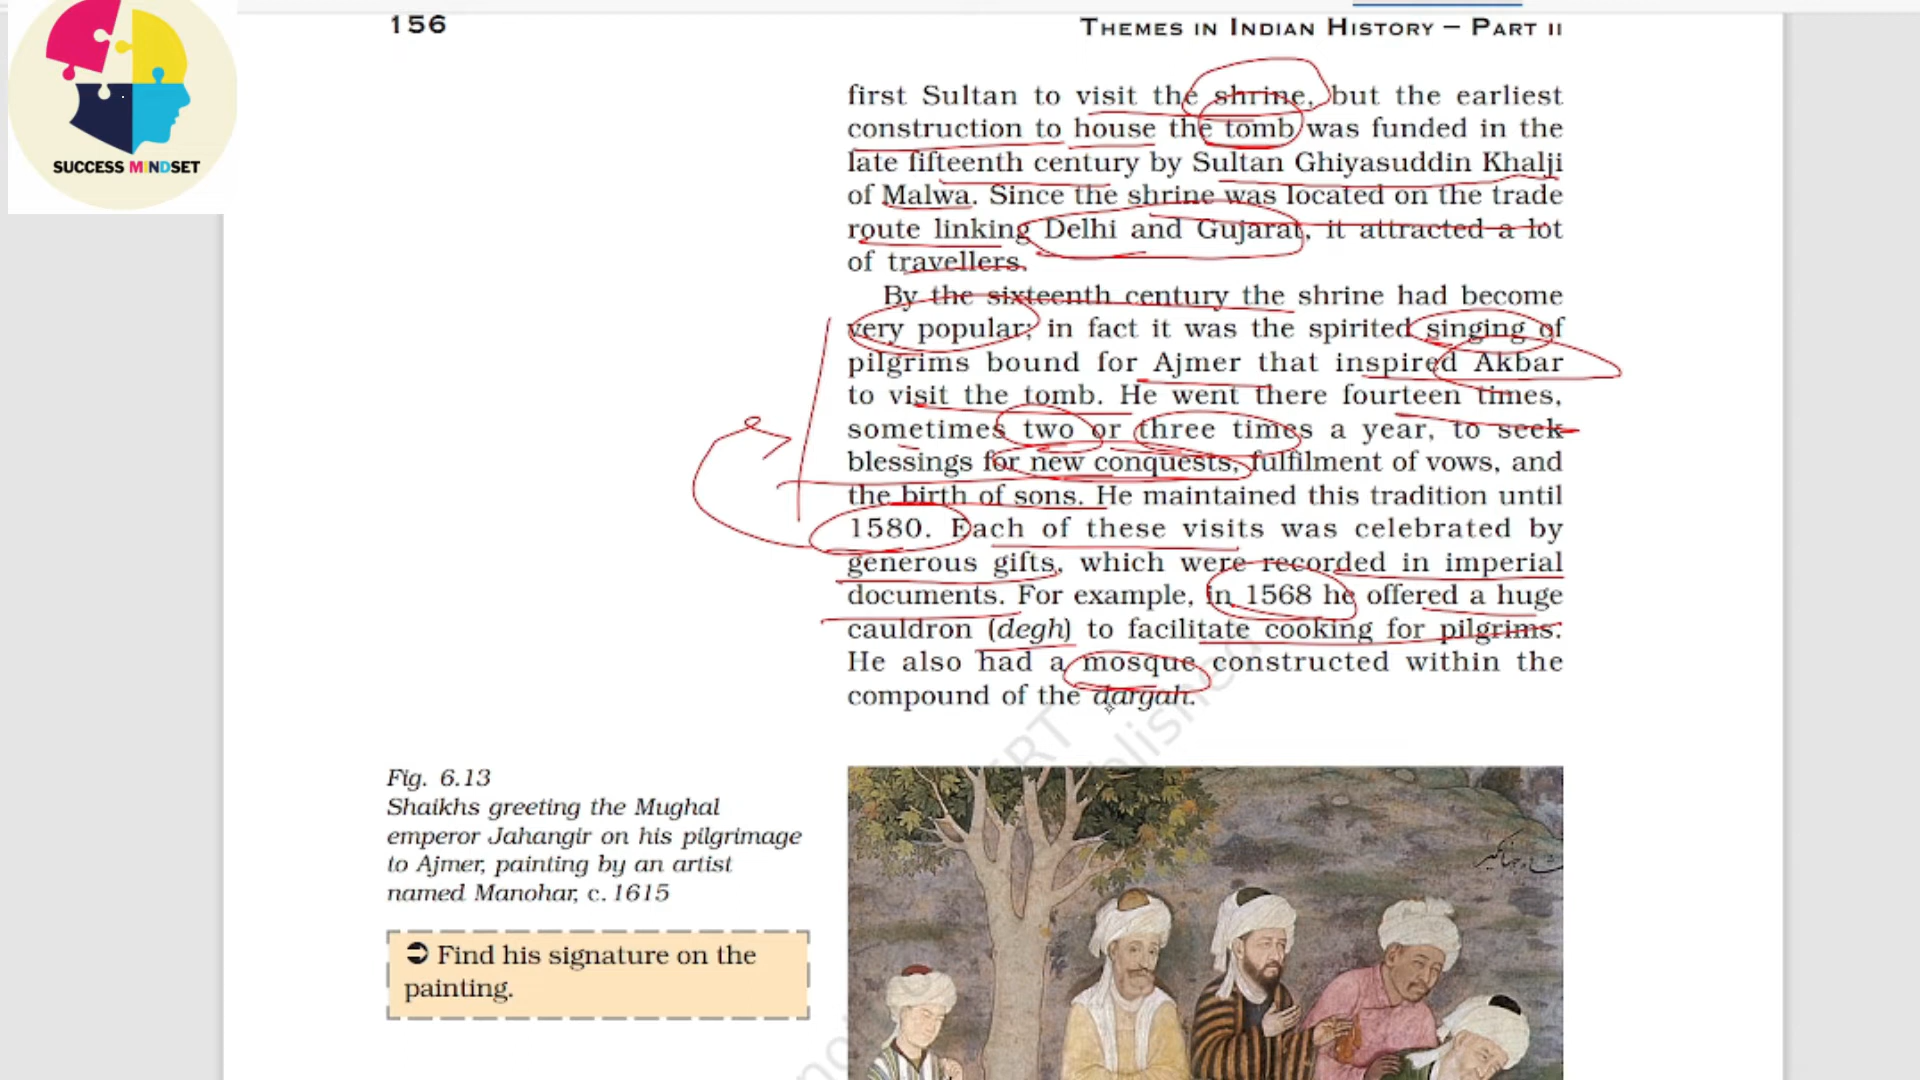 156
THEMES IN INDIAN HISTORY – PART II
SUCCESS MINDSET
first Sultan to visit the shrine, but the earliest
construction to house the tomb was funded in the
late fifteenth century by Sultan Ghiyasuddin Khalji
of Malwa. Since the shrine was located on the trade
route linking Delhi and Gujarat, it attracted a lot
of travellers.
By the sixteenth century the shrine had become
very popular; in fact it was the spirited singing of
pilgrims bound for Ajmer that inspired Akbar
to visit the tomb. He went there fourteen times,
sometimes two or three times a year, to seek
blessings for new conquests, fulfilment of vows, and
the birth of sons. He maintained this tradition until
1580. Each of these visits was celebrated by
generous gifts, which were recorded in imperial
documents. For example, in 1568 he offered a huge
cauldron (degh) to facilitate cooking for pilgrims.
He also had a mosque constructed within the
compound of the dargah.
Fig. 6.13
Shaikhs greeting the Mughal
emperor Jahangir on his pilgrimage
to Ajmer, painting by an artist
named Manohar, c. 1615
➲ Find his signature on the
painting.